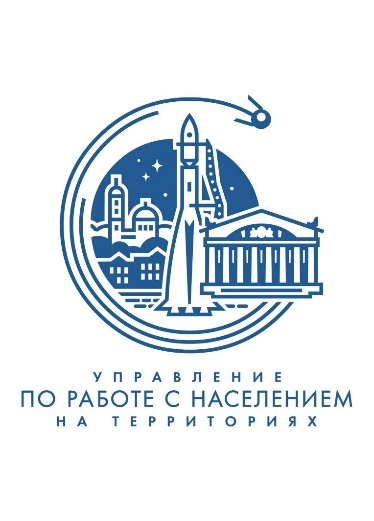 УПРАВЛЕНИЕ
ПО РАБОТЕ С НАСЕЛЕНИЕМ
НА ТЕРРИТОРИЯХ